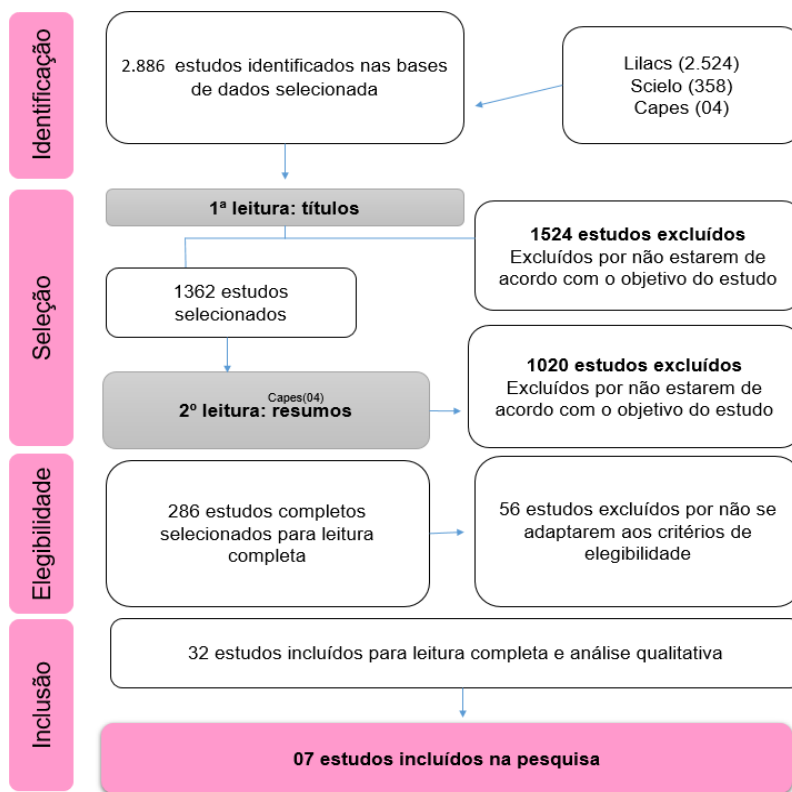 Identificação
2.886 estudos identificados nas bases
de dados selecionada
Lilacs (2.524)
Scielo (358)
Capes (04)
Seleção
1ª leitura: títulos
1524 estudos excluídos
Excluídos por não estarem de
acordo com o objetivo do estudo
1362 estudos
selecionados
1020 estudos excluídos
Excluídos por não estarem de
acordo com o objetivo do estudo
Capes(04)
2º leitura: resumos
Elegibilidade
286 estudos completos
selecionados para leitura
completa
56 estudos excluídos por não se
adaptarem aos critérios de
elegibilidade
Inclusão
32 estudos incluídos para leitura completa e análise qualitativa
07 estudos incluídos na pesquisa